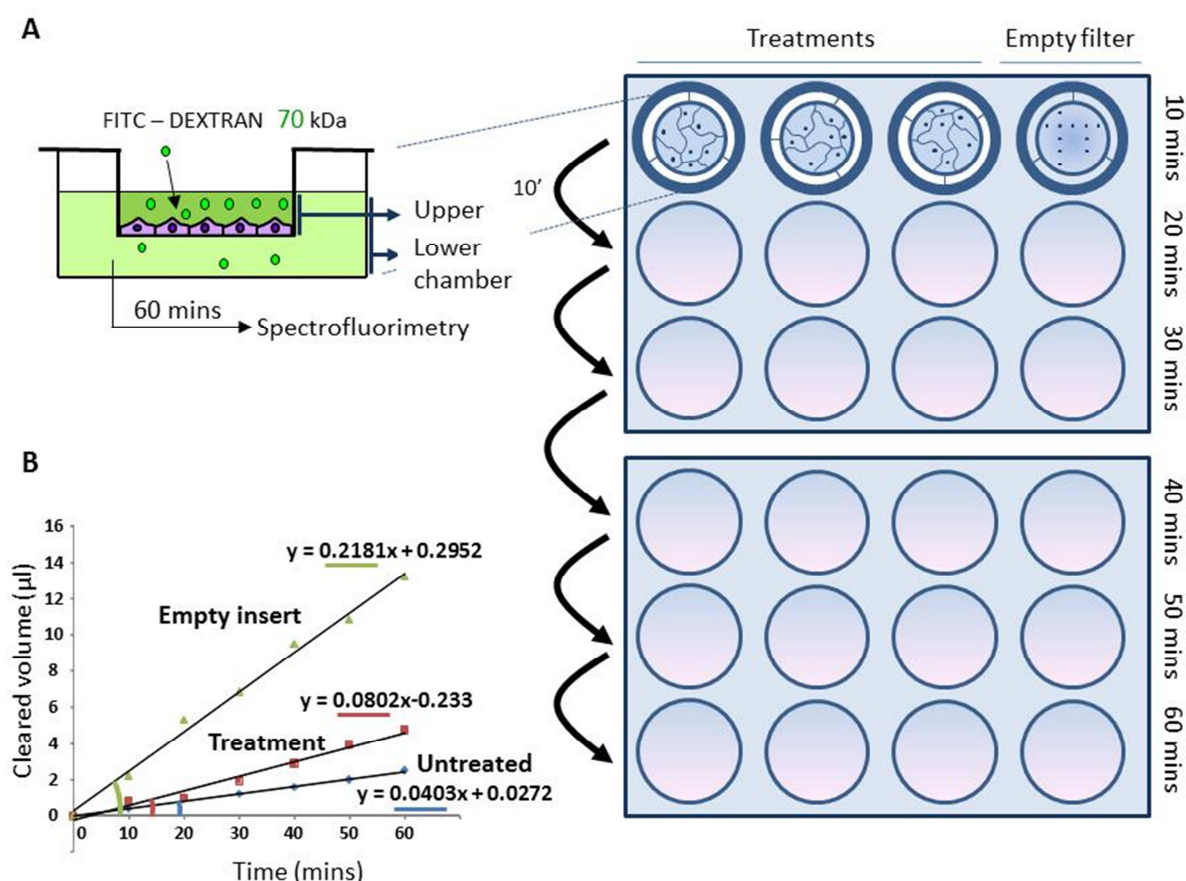 A
Treatments
Empty filter
FITC – DEXTRAN 70 kDa
10'
Upper
Lower
chamber
60 mins
Spectrofluorimetry
10 mins
20 mins
30 mins
40 mins
50 mins
60 mins
B
Cleared volume (µl)
16
14
12
10
8
6
4
2
0
y = 0.2181x + 0.2952
Empty insert
y = 0.0802x-0.233
Treatment
Untreated
y = 0.0403x + 0.0272
0 10 20 30 40 50 60
Time (mins)